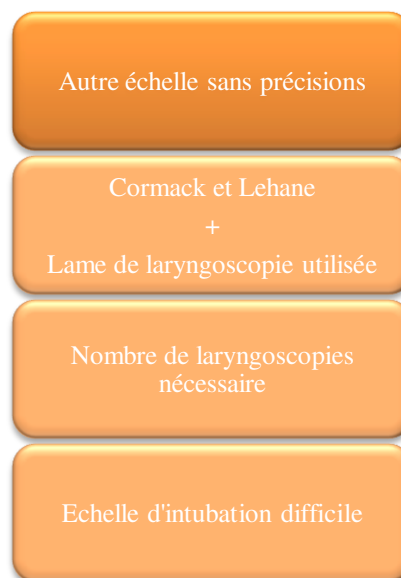 Autre échelle sans précisions
Cormack et Lehane
+
Lame de laryngoscopie utilisée
Nombre de laryngoscopies
nécessaire
Echelle d'intubation difficile